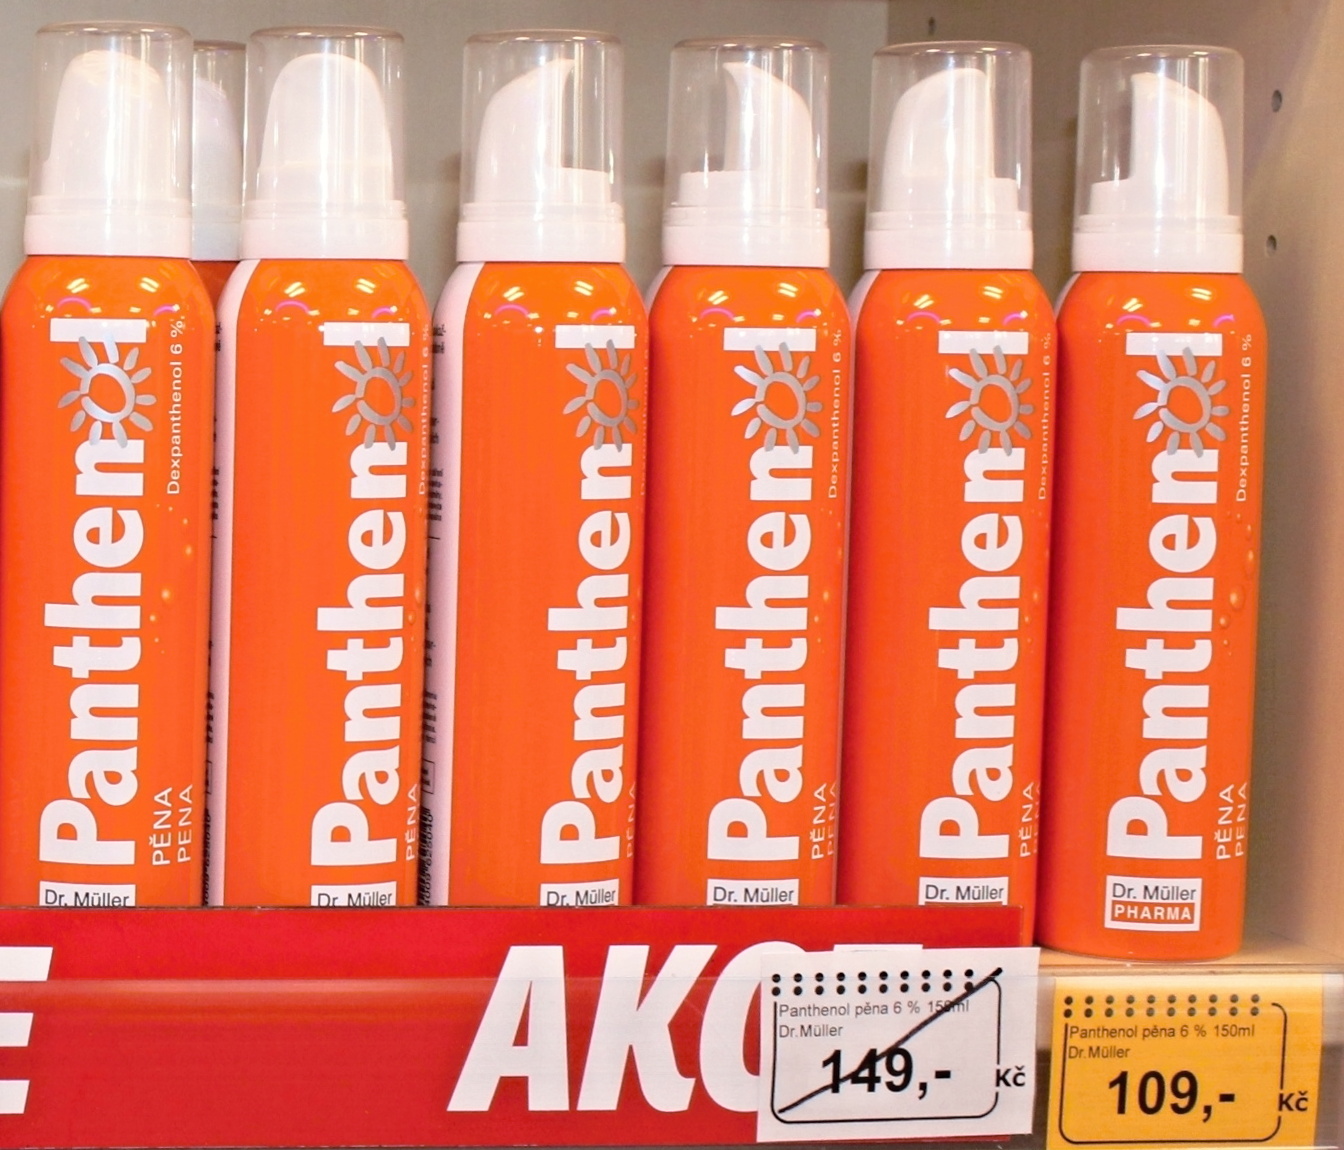 Panthenol
Dexpanthenol 6 %
PĚNA
PENA
Dr. Müller
Panthenol
Dexpanthenol 6 %
PĚNA
Dr. Müller
Panthenol
PĚNA
Dr. Müller
Panthenol
Dexpanthenol 6 %
PĚNA
PENA
Dr. Müller
Panthenol
Dexpanthenol 6 %
PĚNA
Dr. Müller
Panthenol
Dexpanthenol 6 %
PĚNA
PENA
Dr. Müller
PHARMA
E
AKCE
Panthenol pěna 6 % 150ml
Dr.Müller
149,- Kč
Panthenol pěna 6 % 150ml
Dr.Müller
109,- Kč